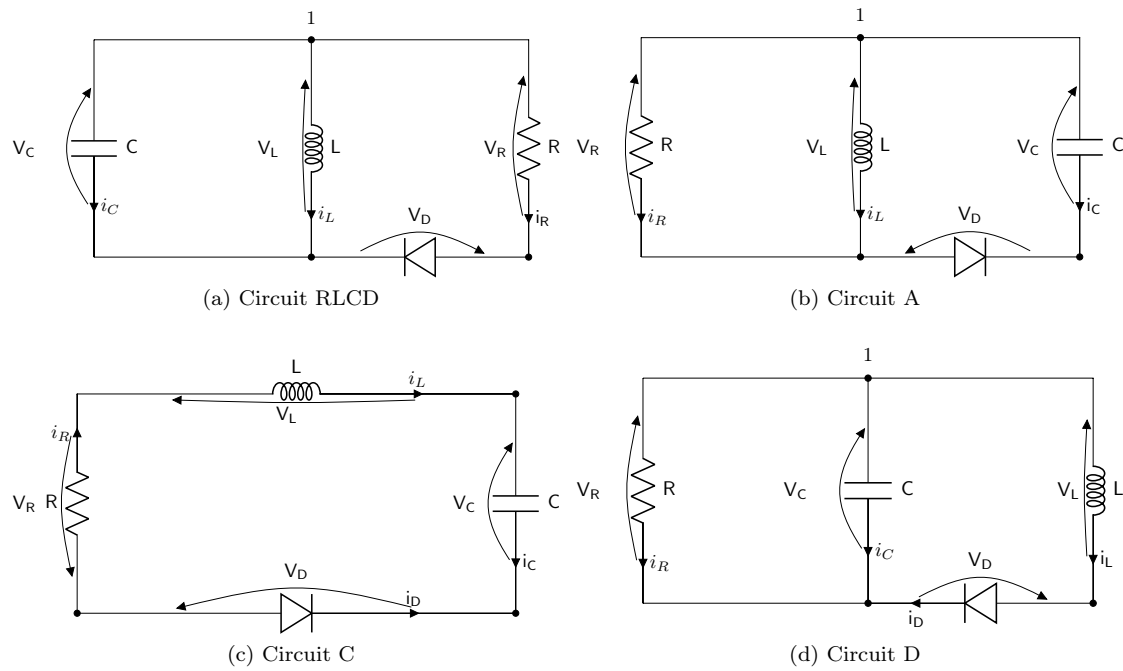 1
V_C
C
i_C
V_L
L
i_L
V_R
R
i_R
V_D
(a) Circuit RLCD
1
V_R
R
i_R
V_L
L
i_L
V_C
C
i_C
V_D
(b) Circuit A
L
i_L
V_L
i_R
V_R
R
V_C
C
i_C
V_D
i_D
(c) Circuit C
1
V_R
R
i_R
V_C
C
i_C
V_L
L
i_L
V_D
i_D
(d) Circuit D